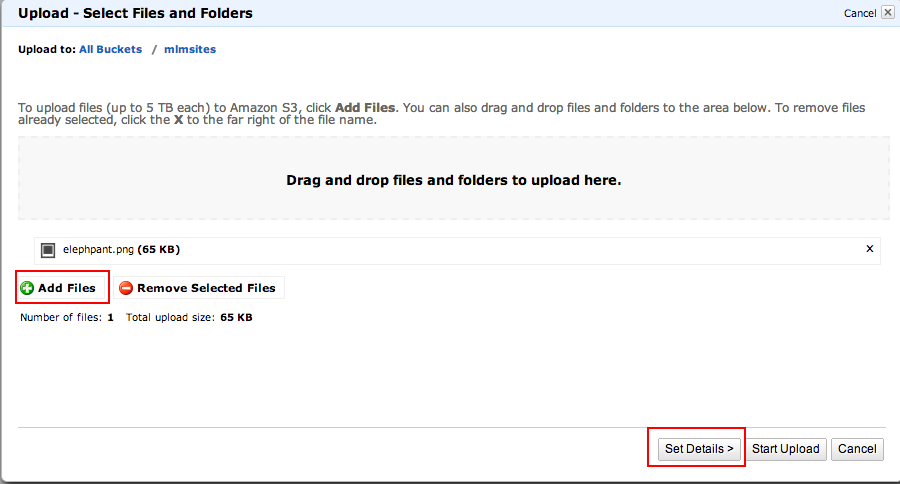 Upload - Select Files and Folders
Cancel
Upload to: All Buckets / mlmsites
To upload files (up to 5 TB each) to Amazon S3, click Add Files. You can also drag and drop files and folders to the area below. To remove files
already selected, click the X to the far right of the file name.
Drag and drop files and folders to upload here.
elephpant.png (65 KB)
x
Add Files
Remove Selected Files
Number of files: 1 Total upload size: 65 KB
Set Details >
Start Upload
Cancel